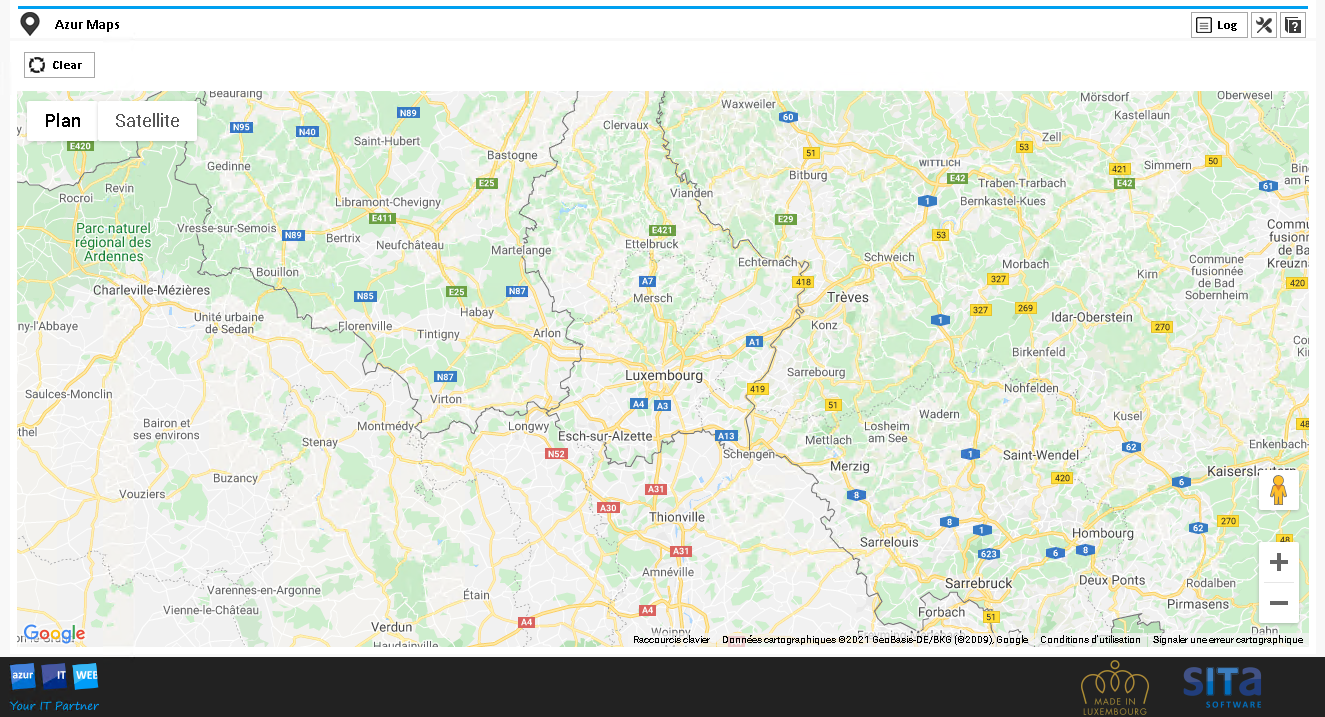 Azur Maps
Log
Clear
Plan
Satellite
Beauraing
N89
N95
N40
Saint-Hubert
Clervaux
Waxweiler
60
Mörsdorf
Kastellaun
Oberwesel
E420
Gedinne
Bastogne
51
Zell
53
WITTLICH
421
Simmern
50
Revin
Rocroi
Libramont-Chevigny
E25
Vianden
Bitburg
E42
Traben-Trarbach
E42
61
Bernkastel-Kues
1
E411
E29
Parc naturel
régional des
Ardennes
Vresse-sur-Semois
N89
Bertrix
Neufchâteau
Martelange
E421
Ettelbruck
53
Echternach
Schweich
Morbach
Kirn
Commune
fusionnée
de Bad
Sobernheim
Bouillon
A7
418
327
420
Charleville-Mézières
N85
E25
N87
Mersch
Trèves
327
269
Habay
Unité urbaine
de Sedan
Florenville
Tintigny
Arlon
Konz
1
Idar-Oberstein
270
ny-l'Abbaye
A1
Birkenfeld
N87
Luxembourg
Sarrebourg
Nohfelden
Saulces-Monclin
Virton
419
A4
A3
51
Wadern
Kusel
Bairon et
ses environs
Montmédy
Longwy
Esch-sur-Alzette
A13
Mettlach
Losheim
am See
62
Enkenbach-
Stenay
N52
Schengen
1
Saint-Wendel
Merzig
Kaiserslautern
Buzancy
420
6
Vouziers
A31
8
A30
Thionville
8
1
62
270
Hombourg
48
Sarrelouis
A31
623
6
8
Amnéville
Sarrebruck
Deux Ponts
Rodalben
Varennes-en-Argonne
Étain
Pirmasens
Vienne-le-Château
A4
Forbach
51
A4
Verdun
Woippy
Dahn
Haudainville
Google
Raccourcis clavier
Données cartographiques ©2021 GeoBasis-DE/BKG (©2009), Google
Conditions d'utilisation
Signaler une erreur cartographique
azur IT WEB
Your IT Partner
MADE IN
LUXEMBOURG
SITA
SOFTWARE